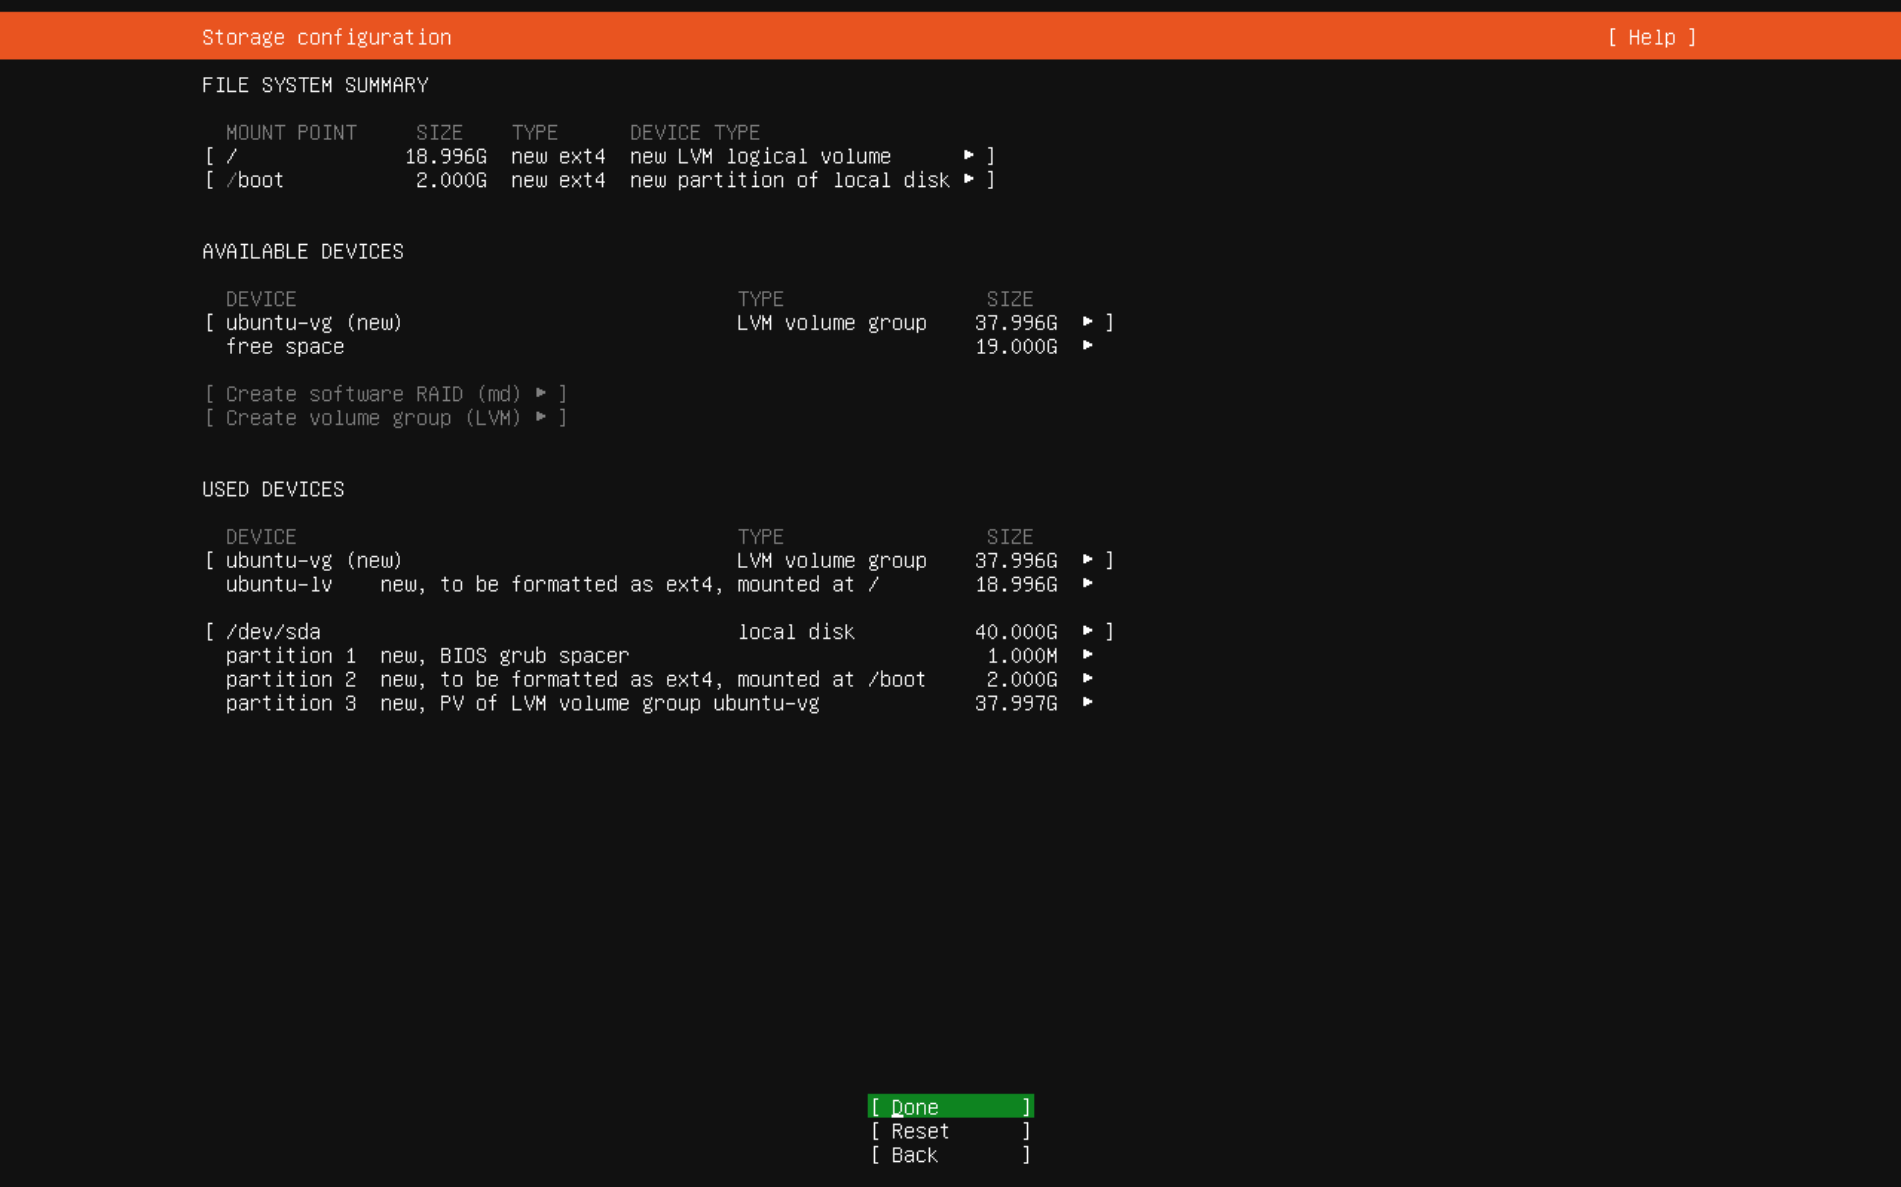 Storage configuration [ Help ]
FILE SYSTEM SUMMARY
MOUNT POINT SIZE TYPE DEVICE TYPE
[ / 18.996G new ext4 new LVM logical volume ▸ ]
[ /boot 2.000G new ext4 new partition of local disk ▸ ]
AVAILABLE DEVICES
DEVICE TYPE SIZE
[ ubuntu-vg (new) LVM volume group 37.996G ▸ ]
free space 19.000G ▸
[ Create software RAID (md) ▸ ]
[ Create volume group (LVM) ▸ ]
USED DEVICES
DEVICE TYPE SIZE
[ ubuntu-vg (new) LVM volume group 37.996G ▸ ]
ubuntu-lv new, to be formatted as ext4, mounted at / 18.996G ▸
[ /dev/sda local disk 40.000G ▸ ]
partition 1 new, BIOS grub spacer 1.000M ▸
partition 2 new, to be formatted as ext4, mounted at /boot 2.000G ▸
partition 3 new, PV of LVM volume group ubuntu-vg 37.997G ▸
[ Done ]
[ Reset ]
[ Back ]